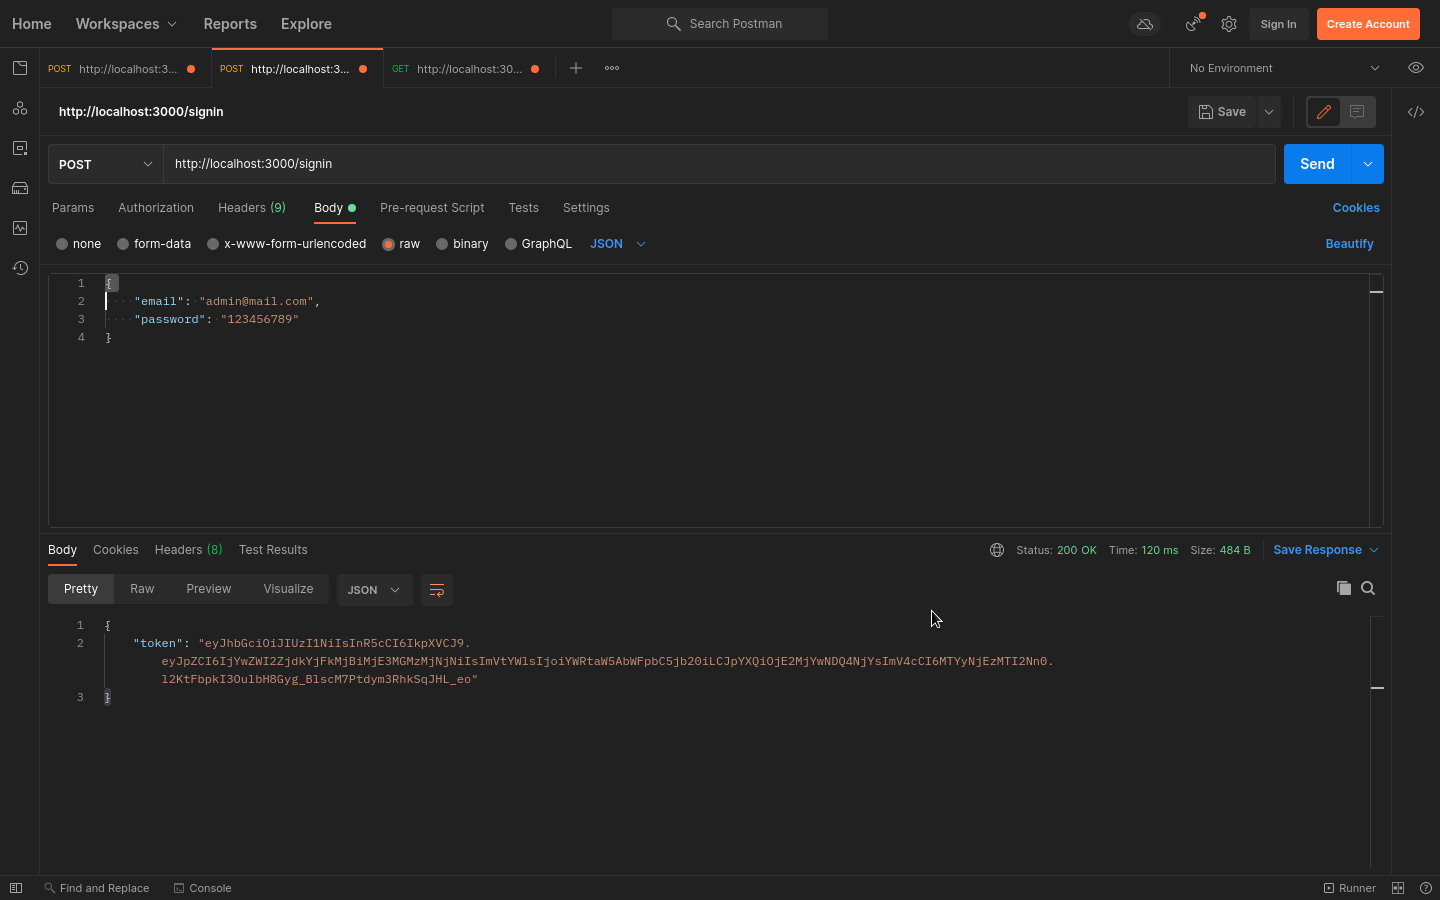 Home Workspaces Reports Explore Search Postman Sign In Create Account
POST http://localhost:3... POST http://localhost:3... GET http://localhost:30... No Environment
http://localhost:3000/signin Save
POST http://localhost:3000/signin Send
Params Authorization Headers (9) Body Pre-request Script Tests Settings Cookies
none form-data x-www-form-urlencoded raw binary GraphQL JSON Beautify
1 {
2 "email": "admin@mail.com",
3 "password": "123456789"
4 }
Body Cookies Headers (8) Test Results Status: 200 OK Time: 120 ms Size: 484 B Save Response
Pretty Raw Preview Visualize JSON
1 {
2 "token": "eyJhbGciOiJIUzI1NiIsInR5cCI6IkpXVCJ9.
eyJpZCI6IjYwZWI2ZjdkYjFkMjBiMjE3MGMzMjNjNiIsImVtYWlsIjoiYWRtaW5AbWFpbC5jb20iLCJpYXQiOjE2MjYwNDQ4NjYsImV4cCI6MTYyNjEzMTI2Nn0.
l2KtFbpkI3OulbH8Gyg_BlscM7Ptdym3RhkSqJHL_eo"
3 }
Find and Replace Console Runner